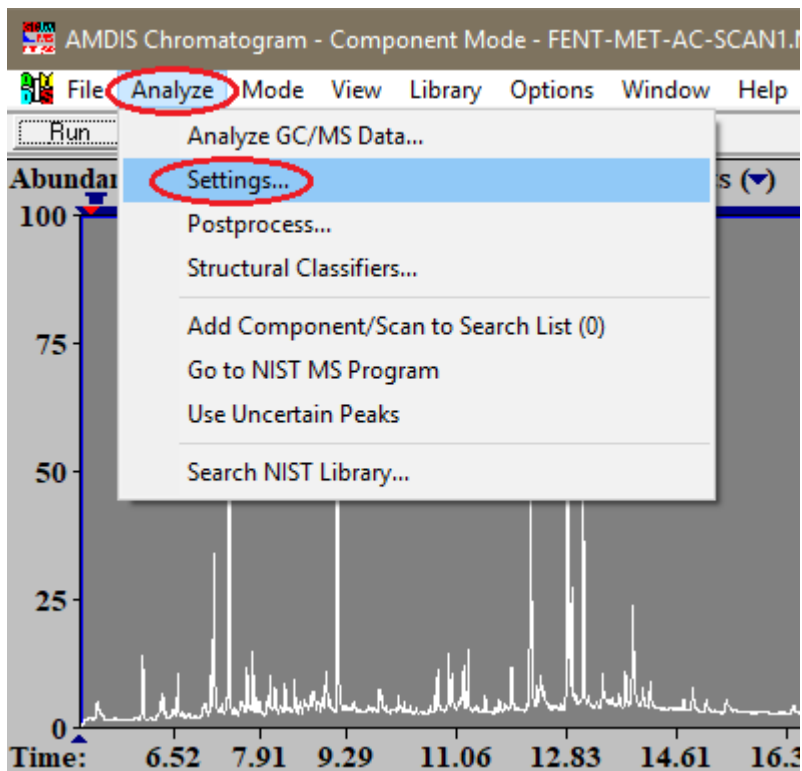 AMDIS Chromatogram - Component Mode - FENT-MET-AC-SCAN1.
File Analyze Mode View Library Options Window Help
Run
Analyze GC/MS Data...
Settings...
Postprocess...
Structural Classifiers...
Add Component/Scan to Search List (0)
Go to NIST MS Program
Use Uncertain Peaks
Search NIST Library...
100
75
50
25
0
Time: 6.52 7.91 9.29 11.06 12.83 14.61